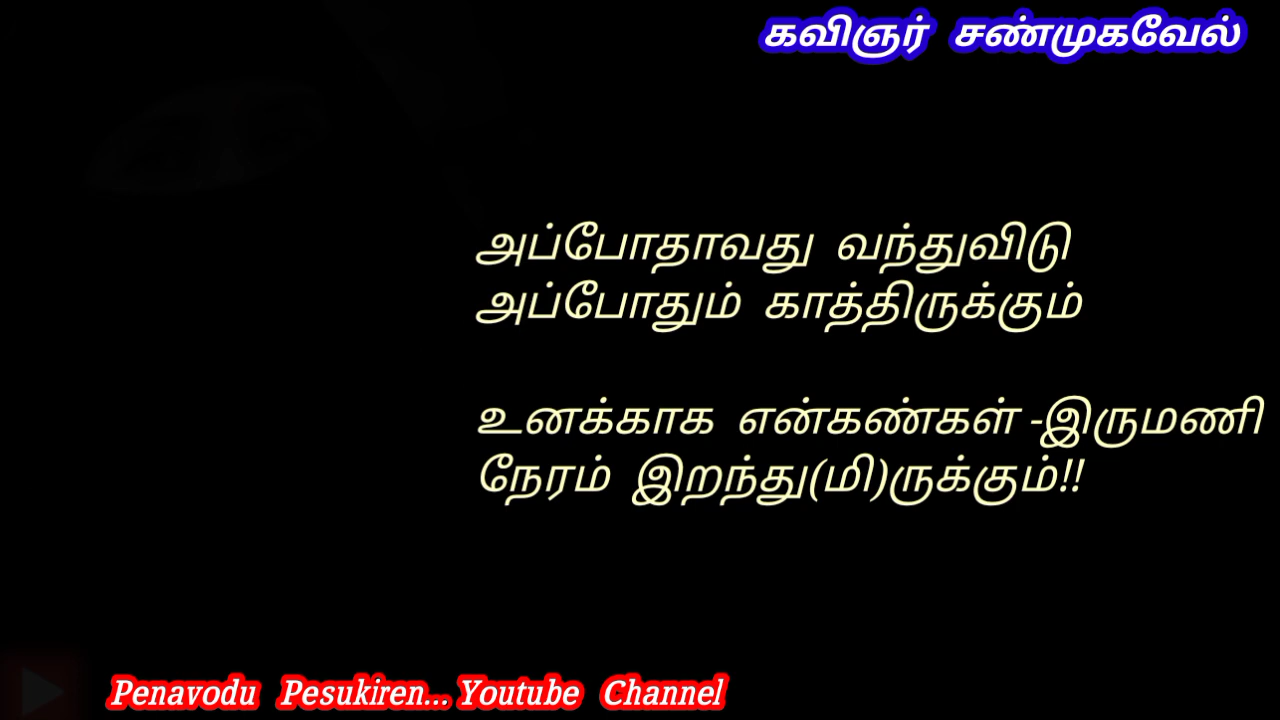 கவிஞர் சண்முகவேல்
அப்போதாவது வந்துவிடு
அப்போதும் காத்திருக்கும்
உனக்காக என்கண்கள் -இருமணி
நேரம் இறந்து(மி)ருக்கும்!!
Penavodu Pesukiren... Youtube Channel